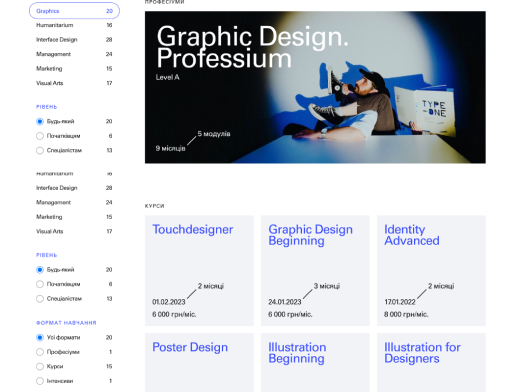 Graphics 20
Humanitarium 16
Interface Design 28
Management 24
Marketing 15
Visual Arts 17
РІВЕНЬ
Будь-який 20
Початківцям 6
Спеціалістам 13
Humanitarium 16
Interface Design 28
Management 24
Marketing 15
Visual Arts 17
РІВЕНЬ
Будь-який 20
Початківцям 6
Спеціалістам 13
ФОРМАТ НАВЧАННЯ
Усі формати 20
Професіуми 1
Курси 15
Інтенсиви 1
ПРОФЕСІУМИ
Graphic Design.
Professium
Level A
TYPE
-ONE
5 модулів
9 місяців
КУРСИ
Touchdesigner
2 місяці
01.02.2023
6 000 грн/міс.
Graphic Design
Beginning
3 місяці
24.01.2023
6 000 грн/міс.
Identity
Advanced
2 місяці
17.01.2022
8 000 грн/міс.
Poster Design
Illustration
Beginning
Illustration for
Designers